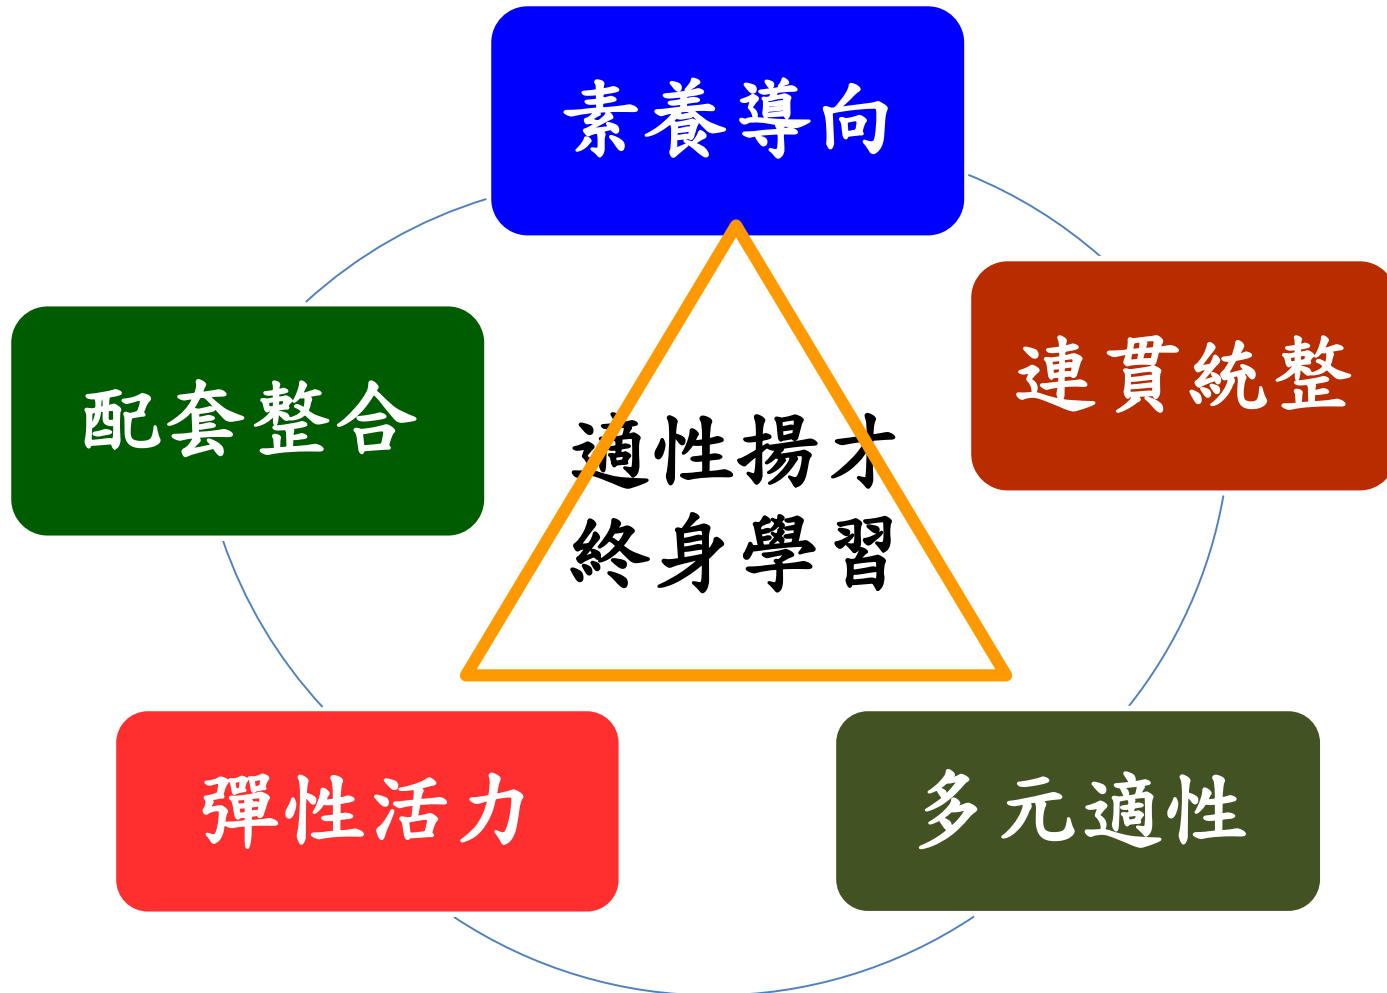 素養導向
連貫統整
配套整合
適性揚才
終身學習
彈性活力
多元適性